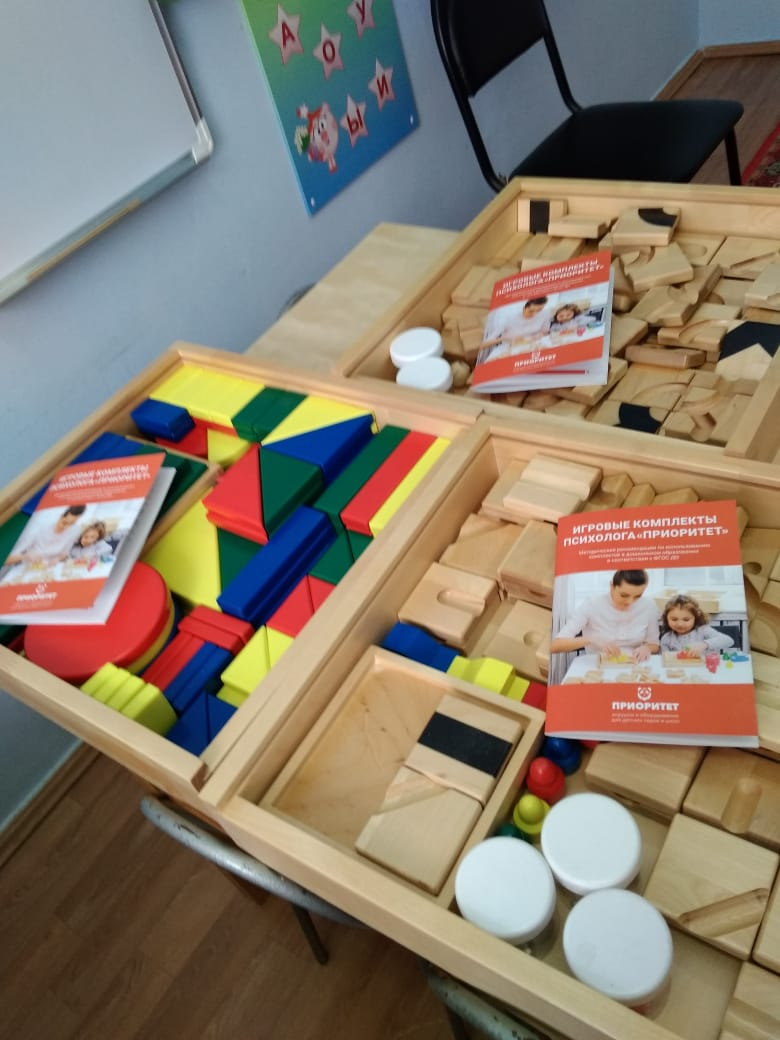 А О У
Ы И
ИГРОВЫЕ КОМПЛЕКТЫ
ПСИХОЛОГА «ПРИОРИТЕТ»
ПРИОРИТЕТ
ИГРОВЫЕ КОМПЛЕКТЫ
ПСИХОЛОГА «ПРИОРИТЕТ»
ПРИОРИТЕТ
ИГРОВЫЕ КОМПЛЕКТЫ
ПСИХОЛОГА «ПРИОРИТЕТ»
Методические рекомендации по использованию
комплектов в дошкольном образовании
в соответствии с ФГОС ДО
ПРИОРИТЕТ
игрушки и оборудование
для детских садов и школ